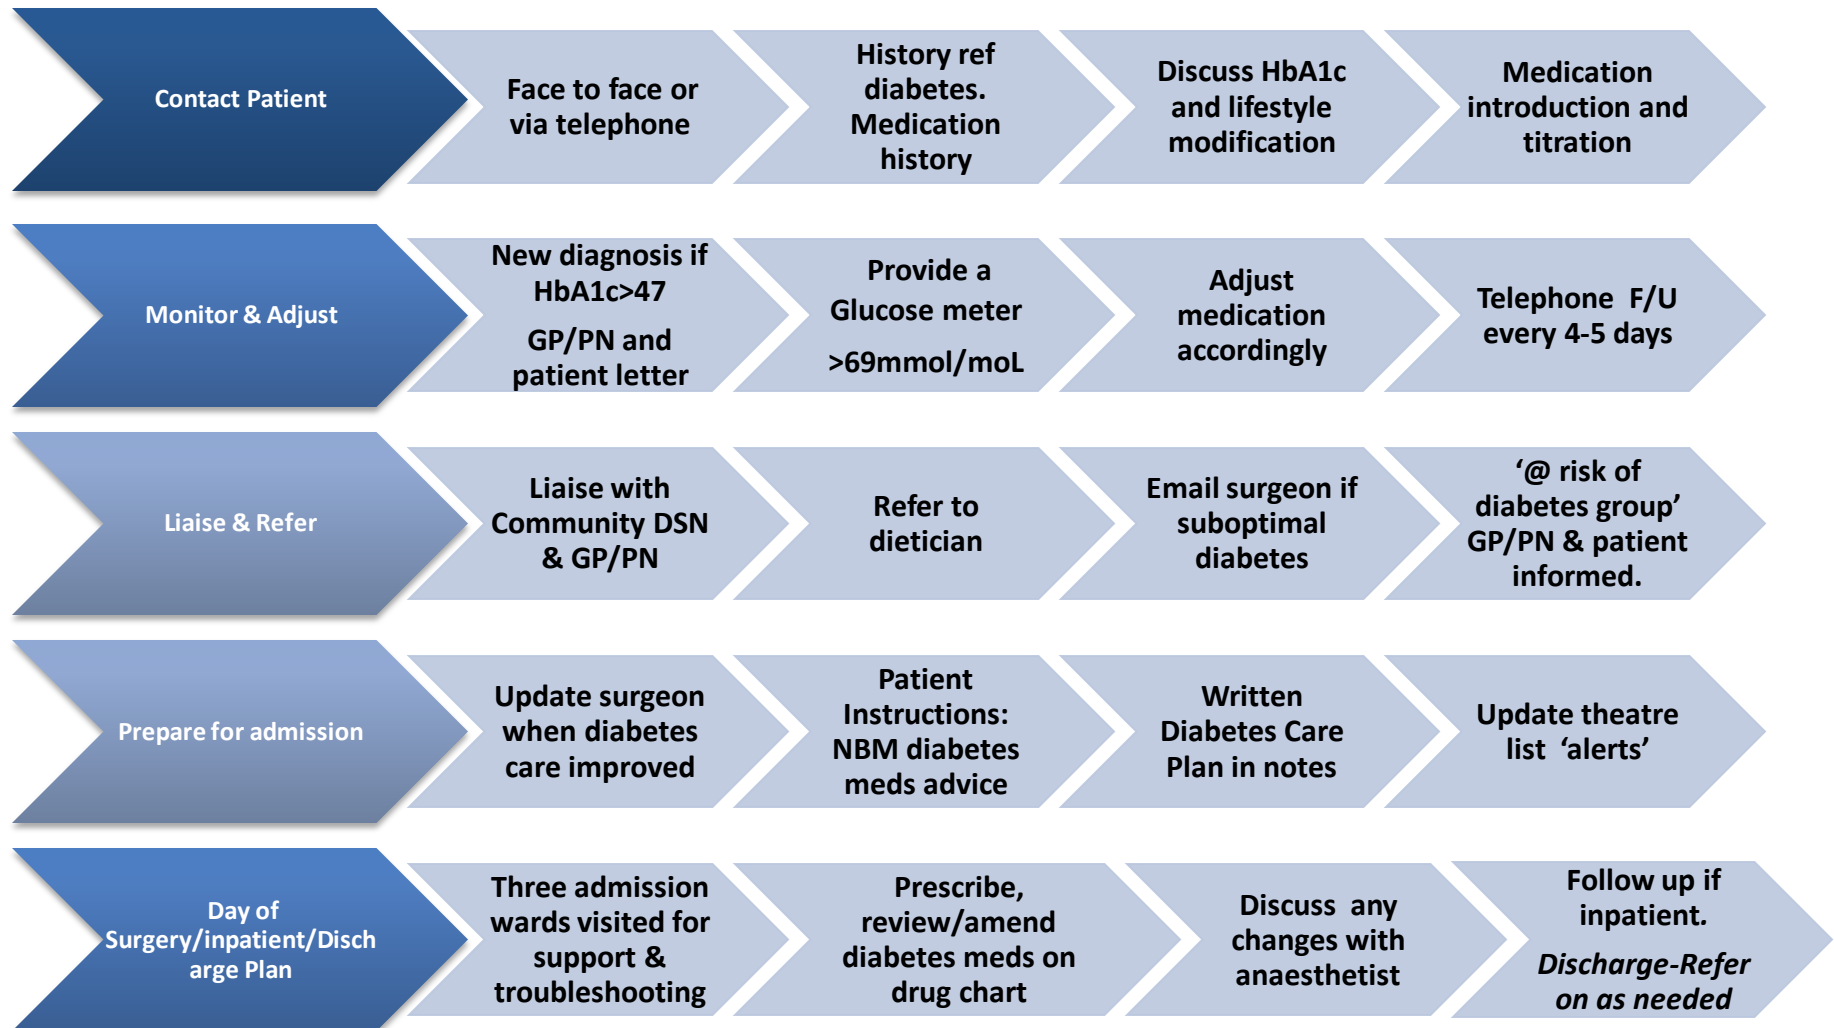 Contact Patient
Face to face or
via telephone
History ref
diabetes.
Medication
history
Discuss HbA1c
and lifestyle
modification
Medication
introduction and
titration
Monitor & Adjust
New diagnosis if
HbA1c>47
GP/PN and
patient letter
Provide a
Glucose meter
>69mmol/moL
Adjust
medication
accordingly
Telephone F/U
every 4-5 days
Liaise & Refer
Liaise with
Community DSN
& GP/PN
Refer to
dietician
Email surgeon if
suboptimal
diabetes
‘@ risk of
diabetes group’
GP/PN & patient
informed.
Prepare for admission
Update surgeon
when diabetes
care improved
Patient
Instructions:
NBM diabetes
meds advice
Written
Diabetes Care
Plan in notes
Update theatre
list ‘alerts’
Day of
Surgery/inpatient/Disch
arge Plan
Three admission
wards visited for
support &
troubleshooting
Prescribe,
review/amend
diabetes meds on
drug chart
Discuss any
changes with
anaesthetist
Follow up if
inpatient.
Discharge-Refer
on as needed